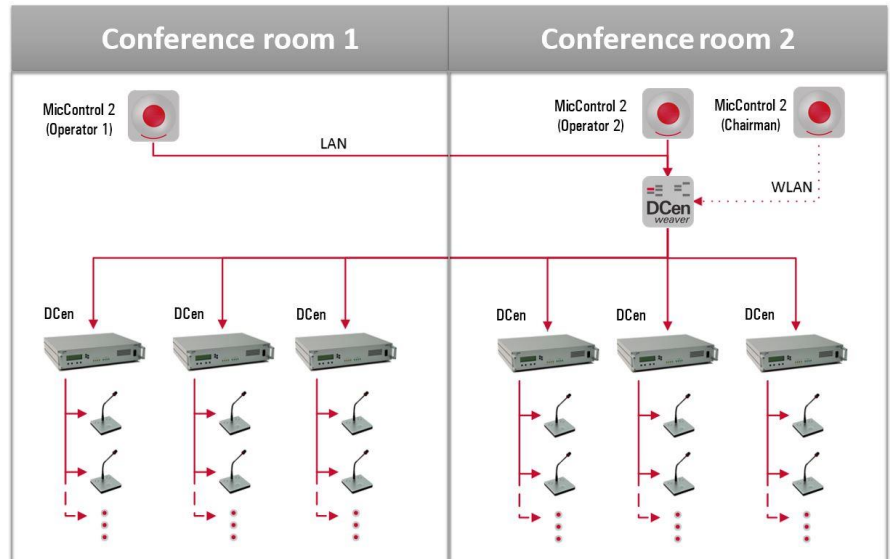 Conference room 1
Conference room 2
MicControl 2
(Operator 1)
MicControl 2
(Operator 2)
MicControl 2
(Chairman)
LAN
WLAN
DCen
weaver
DCen
DCen
DCen
DCen
DCen
DCen